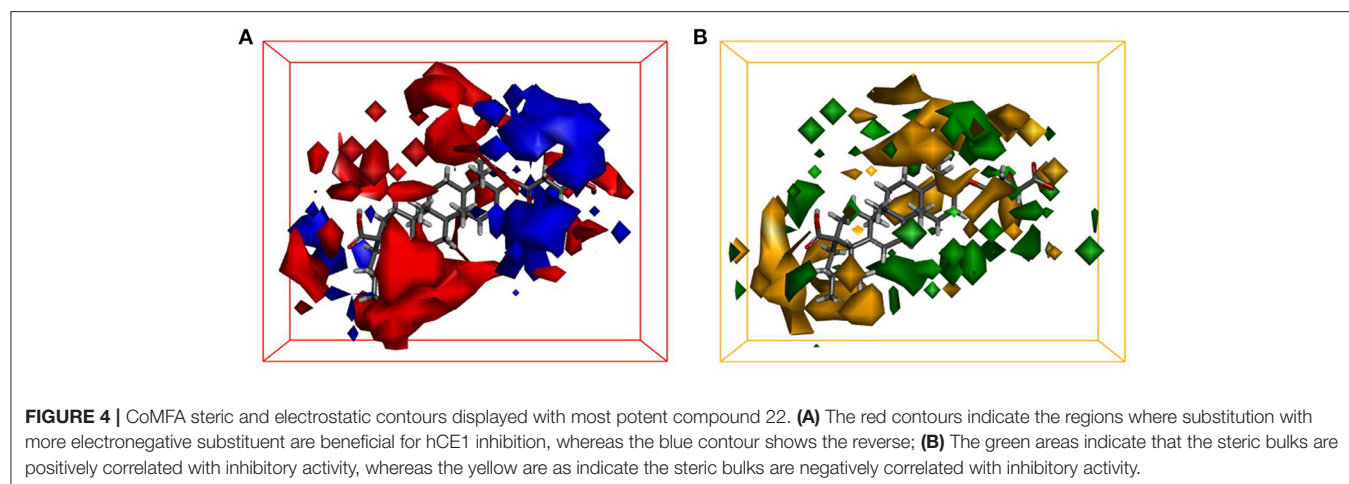 A
B
FIGURE 4 | CoMFA steric and electrostatic contours displayed with most potent compound 22. (A) The red contours indicate the regions where substitution with
more electronegative substituent are beneficial for hCE1 inhibition, whereas the blue contour shows the reverse; (B) The green areas indicate that the steric bulks are
positively correlated with inhibitory activity, whereas the yellow are as indicate the steric bulks are negatively correlated with inhibitory activity.